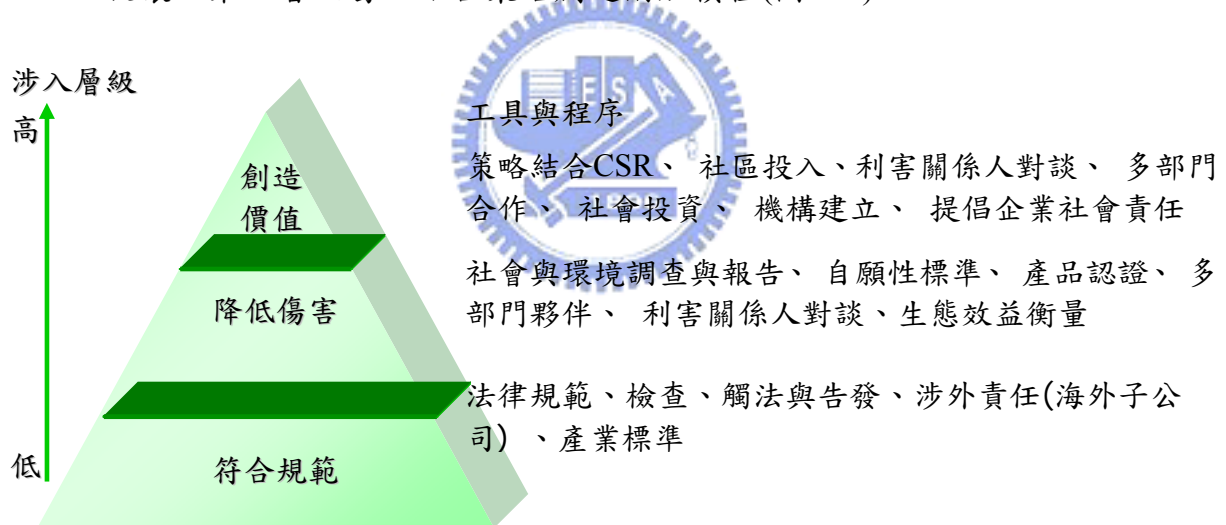 涉入層級
高
工具與程序
創造
價值
策略結合CSR、 社區投入、利害關係人對談、 多部門
合作、 社會投資、 機構建立、 提倡企業社會責任
降低傷害
社會與環境調查與報告、 自願性標準、 產品認證、 多
部門夥伴、 利害關係人對談、生態效益衡量
符合規範
法律規範、檢查、觸法與告發、涉外責任(海外子公
司) 、產業標準
低